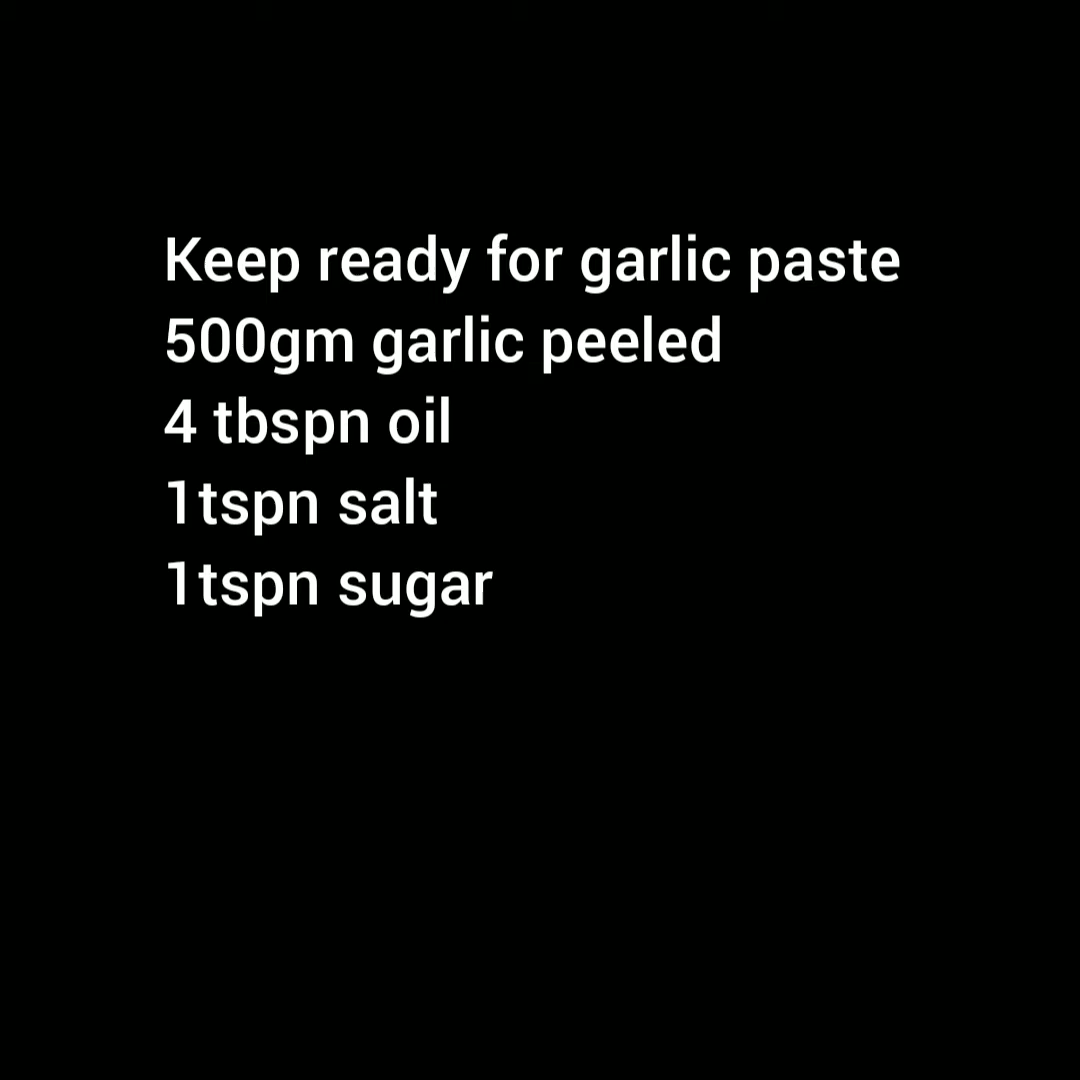 Keep ready for garlic paste
500gm garlic peeled
4 tbspn oil
1tspn salt
1tspn sugar